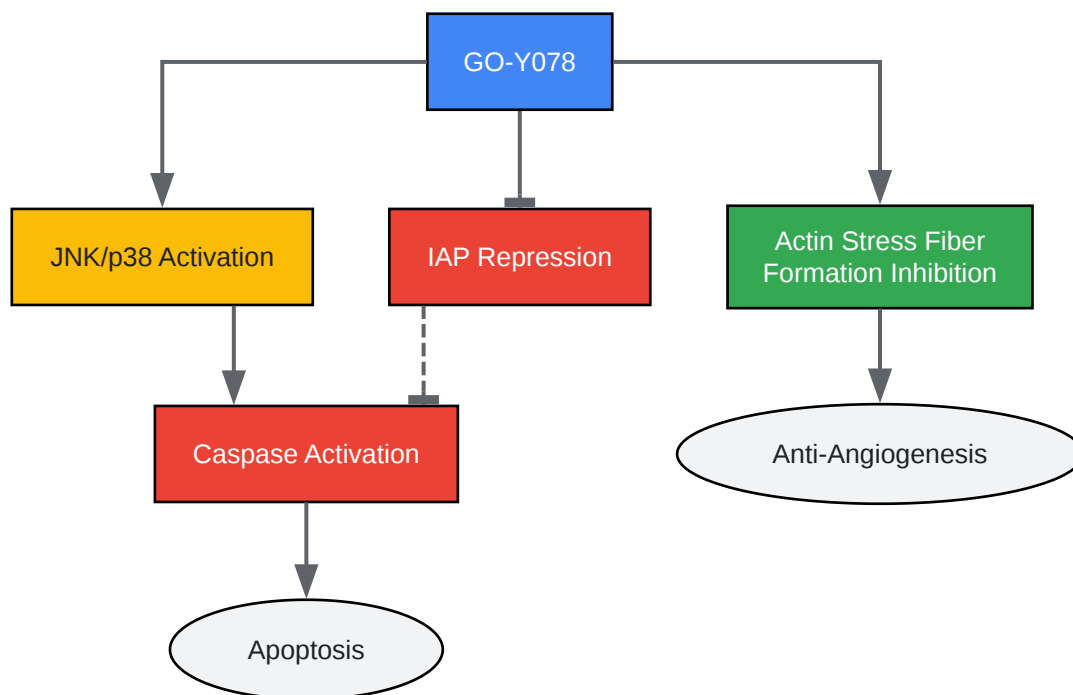 GO-Y078
JNK/p38 Activation
IAP Repression
Actin Stress Fiber
Formation Inhibition
Caspase Activation
Anti-Angiogenesis
Apoptosis